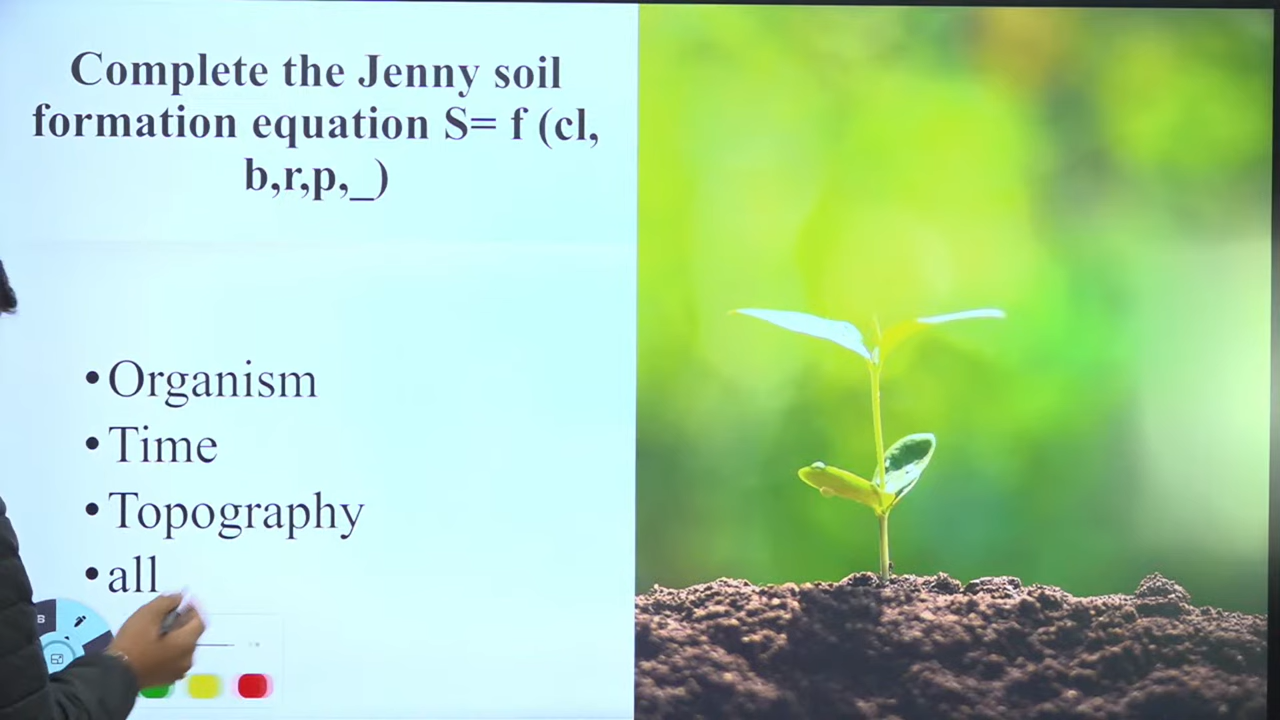 Complete the Jenny soil
formation equation S= f (cl,
b,r,p,_)
•Organism
•Time
•Topography
•all